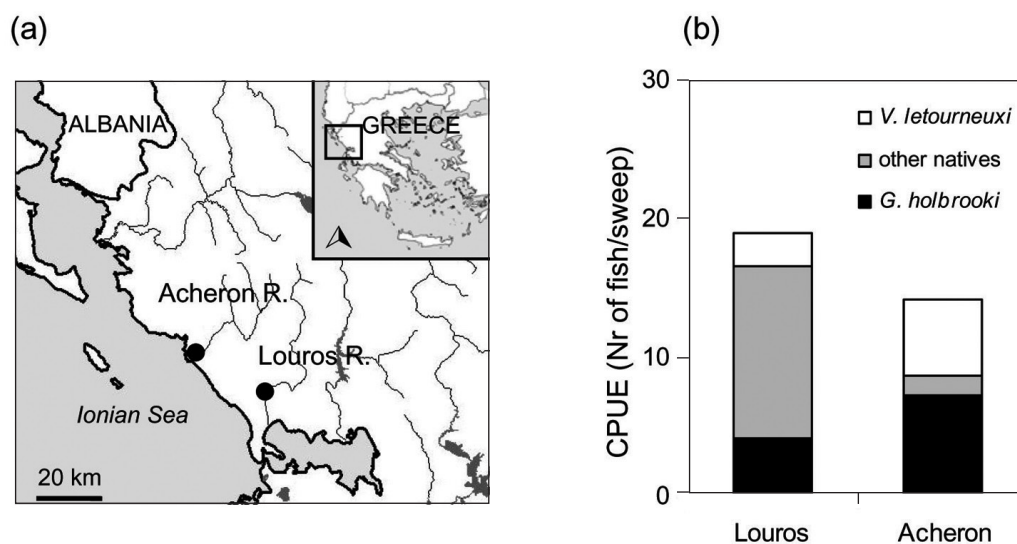 (a)
ALBANIA
GREECE
Acheron R.
Louros R.
Ionian Sea
20 km
(b)
CPUE (Nr of fish/sweep)
30
20
10
0
V. letourneuxi
other natives
G. holbrooki
Louros
Acheron